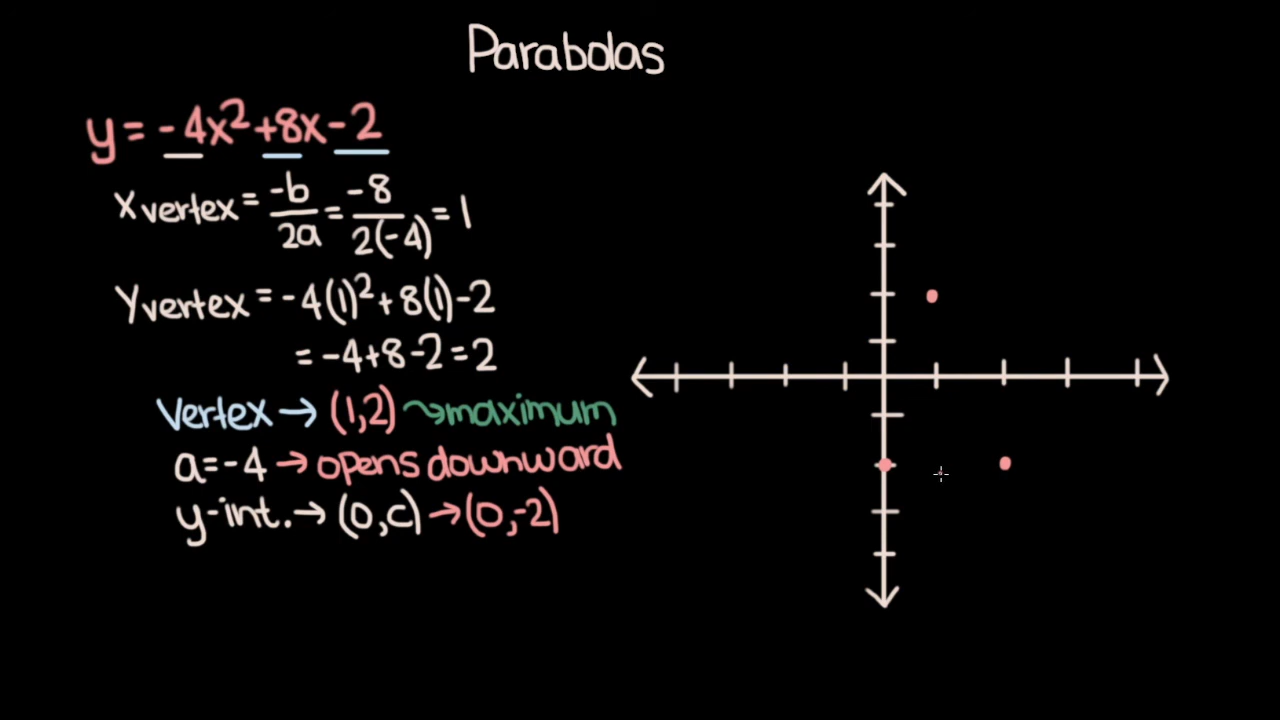 Parabolas
y = -4x² +8x -2
Xvertex = -b/2a = -8/2(-4) = 1
Yvertex = -4(1)² + 8(1) -2
= -4+8-2 = 2
Vertex → (1,2) ⤳ maximum
a = -4 → opens downward
y-int. → (0,c) → (0,-2)